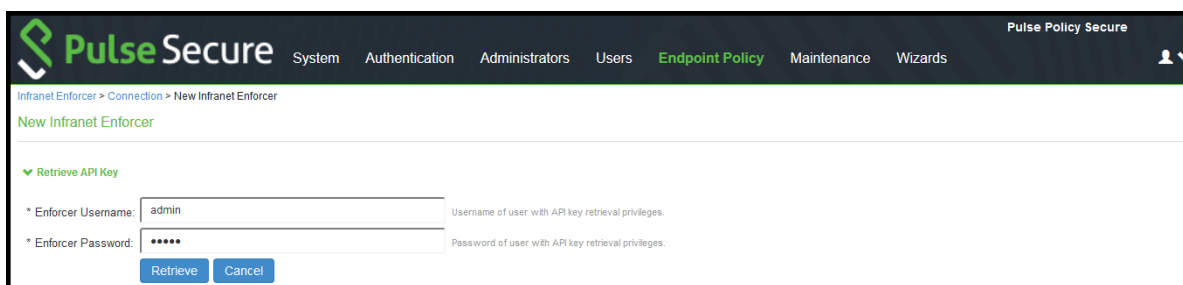 Pulse Policy Secure
Pulse Secure System Authentication Administrators Users Endpoint Policy Maintenance Wizards
Infranet Enforcer > Connection > New Infranet Enforcer
New Infranet Enforcer
Retrieve API Key
* Enforcer Username: admin Username of user with API key retrieval privileges.
* Enforcer Password: ••••• Password of user with API key retrieval privileges.
Retrieve Cancel